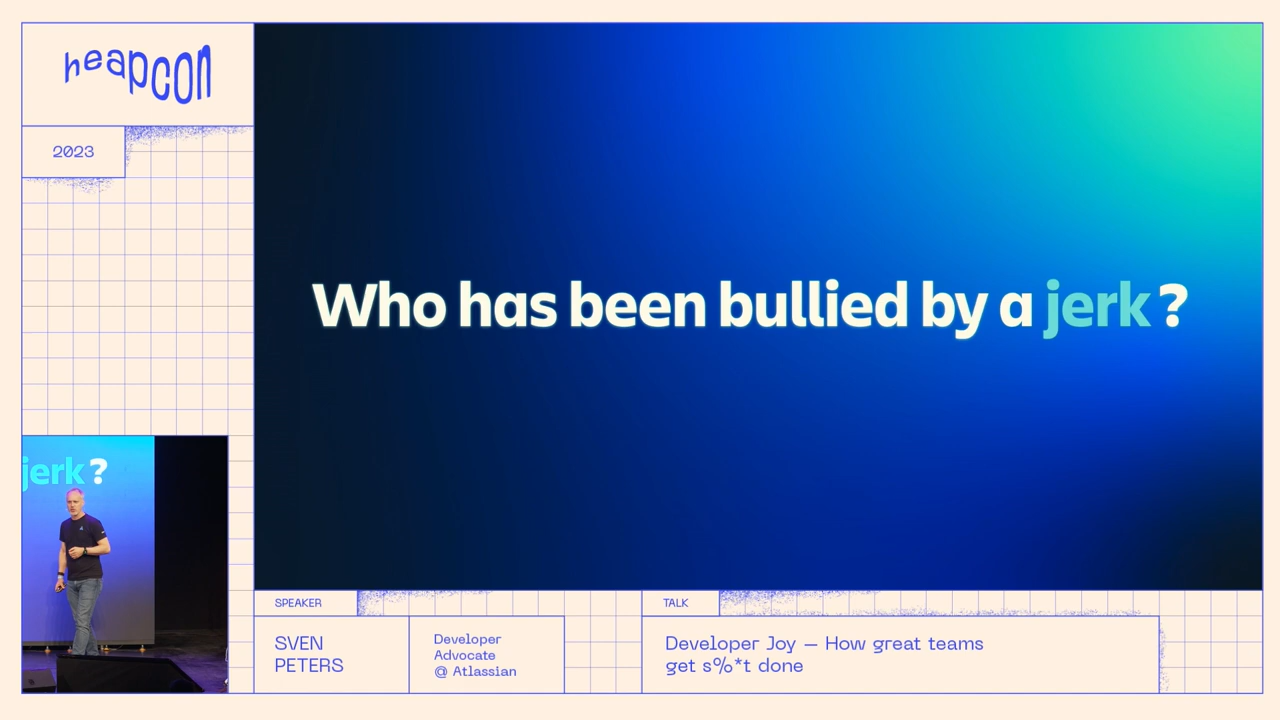 heapcon
2023
Who has been bullied by a jerk?
jerk?
SPEAKER
SVEN
PETERS
Developer
Advocate
@ Atlassian
TALK
Developer Joy — How great teams
get s%*t done